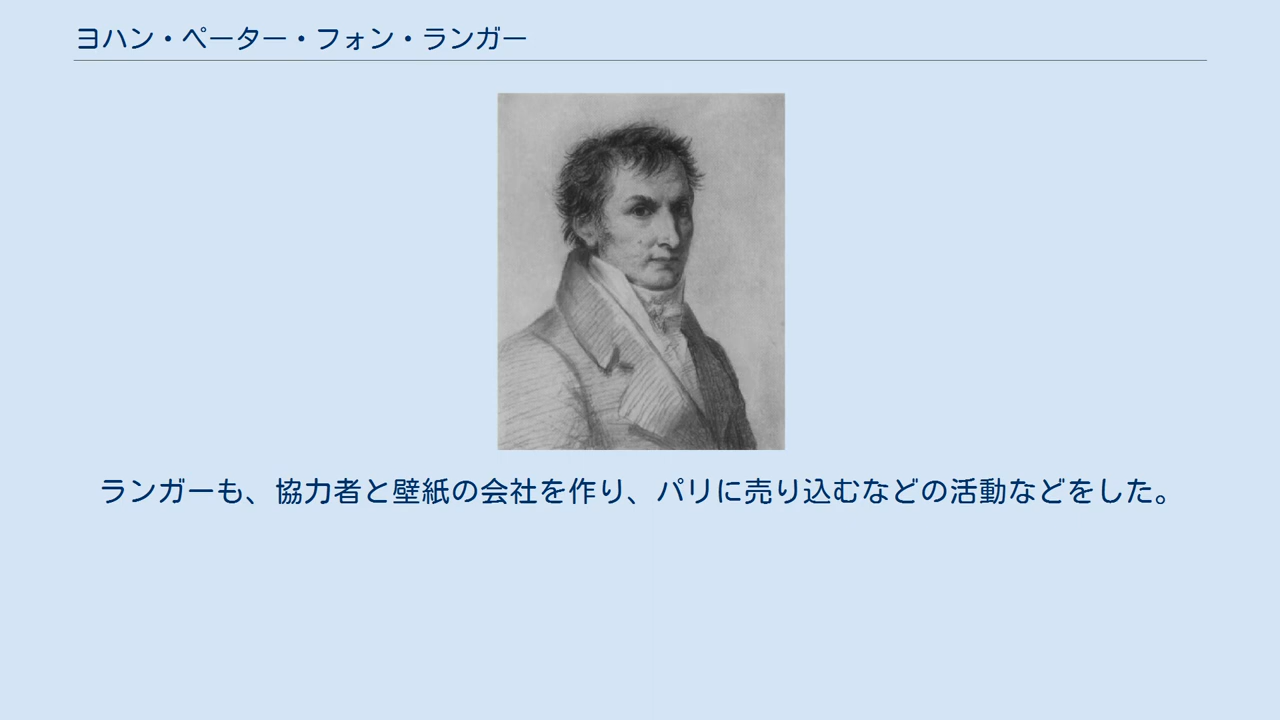 ヨハン・ペーター・フォン・ランガー
ランガーも、協力者と壁紙の会社を作り、パリに売り込むなどの活動などをした。